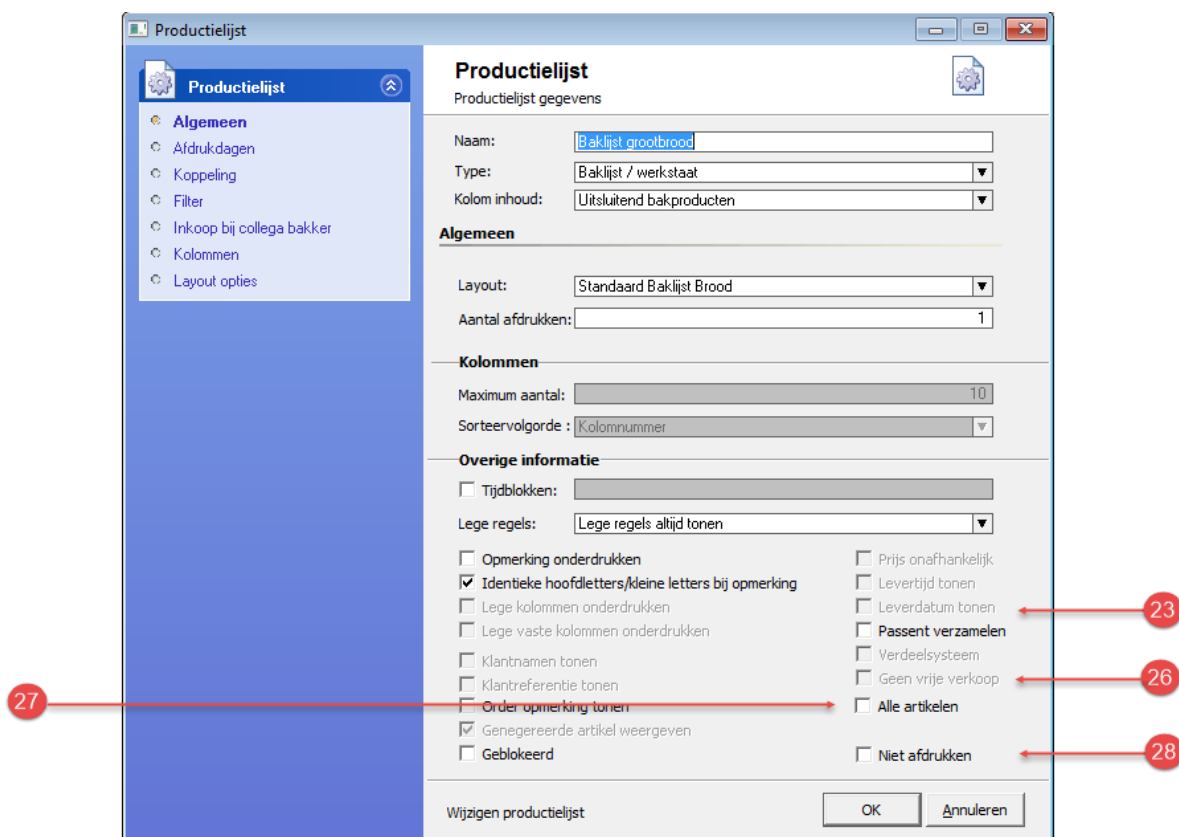 Productielijst
Productielijst
Algemeen
Afdrukdagen
Koppeling
Filter
Inkoop bij collega bakker
Kolommen
Layout opties
Productielijst
Productielijst gegevens
Naam: Baklijst grootbrood
Type: Baklijst / werkstaat
Kolom inhoud: Uitsluitend bakproducten
Algemeen
Layout: Standaard Baklijst Brood
Aantal afdrukken: 1
Kolommen
Maximum aantal: 10
Sorteervolgorde : Kolomnummer
Overige informatie
Tijdblokken:
Lege regels: Lege regels altijd tonen
Opmerking onderdrukken Prijs onafhankelijk
Identieke hoofdletters/kleine letters bij opmerking Levertijd tonen
Lege kolommen onderdrukken Leverdatum tonen 23
Lege vaste kolommen onderdrukken Passent verzamelen
Klantnamen tonen Verdeelsysteem
Klantreferentie tonen Geen vrije verkoop 26
27 Order opmerking tonen Alle artikelen
Genegereerde artikel weergeven
Geblokeerd Niet afdrukken 28
Wijzigen productielijst OK Annuleren